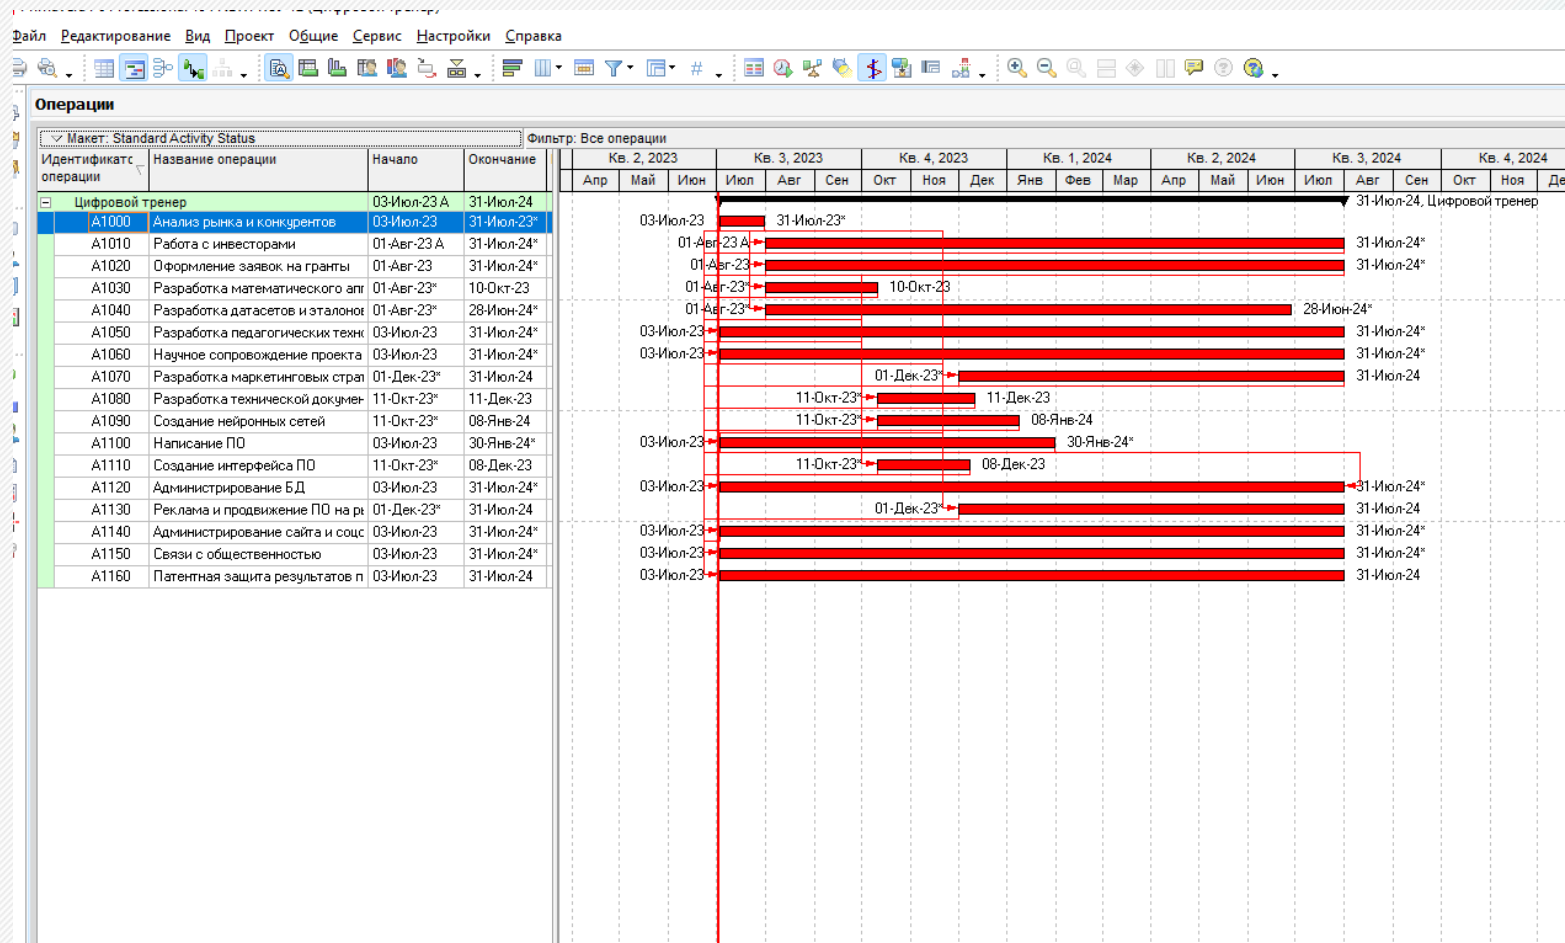 Файл Редактирование Вид Проект Общие Сервис Настройки Справка
Операции
Макет: Standard Activity Status Фильтр: Все операции
Идентификатс операции Название операции Начало Окончание
Кв. 2, 2023 Кв. 3, 2023 Кв. 4, 2023 Кв. 1, 2024 Кв. 2, 2024 Кв. 3, 2024 Кв. 4, 2024
Апр Май Июн Июл Авг Сен Окт Ноя Дек Янв Фев Мар Апр Май Июн Июл Авг Сен Окт Ноя Де
Цифровой тренер 03-Июл-23 A 31-Июл-24 31-Июл-24, Цифровой тренер
A1000 Анализ рынка и конкурентов 03-Июл-23 31-Июл-23* 03-Июл-23 31-Июл-23*
A1010 Работа с инвесторами 01-Авг-23 A 31-Июл-24* 01-Авг-23 A 31-Июл-24*
A1020 Оформление заявок на гранты 01-Авг-23 31-Июл-24* 01-Авг-23 31-Июл-24*
A1030 Разработка математического апг 01-Авг-23* 10-Окт-23 01-Авг-23* 10-Окт-23
A1040 Разработка датасетов и эталонов 01-Авг-23* 28-Июн-24* 01-Авг-23* 28-Июн-24*
A1050 Разработка педагогических техно 03-Июл-23 31-Июл-24* 03-Июл-23 31-Июл-24*
A1060 Научное сопровождение проекта 03-Июл-23 31-Июл-24* 03-Июл-23 31-Июл-24*
A1070 Разработка маркетинговых страт 01-Дек-23* 31-Июл-24 01-Дек-23* 31-Июл-24
A1080 Разработка технической докумен 11-Окт-23* 11-Дек-23 11-Окт-23* 11-Дек-23
A1090 Создание нейронных сетей 11-Окт-23* 08-Янв-24 11-Окт-23* 08-Янв-24
A1100 Написание ПО 03-Июл-23 30-Янв-24* 03-Июл-23 30-Янв-24*
A1110 Создание интерфейса ПО 11-Окт-23* 08-Дек-23 11-Окт-23* 08-Дек-23
A1120 Администрирование БД 03-Июл-23 31-Июл-24* 03-Июл-23 31-Июл-24*
A1130 Реклама и продвижение ПО на ры 01-Дек-23* 31-Июл-24 01-Дек-23* 31-Июл-24
A1140 Администрирование сайта и соцс 03-Июл-23 31-Июл-24* 03-Июл-23 31-Июл-24*
A1150 Связи с общественностью 03-Июл-23 31-Июл-24* 03-Июл-23 31-Июл-24*
A1160 Патентная защита результатов п 03-Июл-23 31-Июл-24 03-Июл-23 31-Июл-24